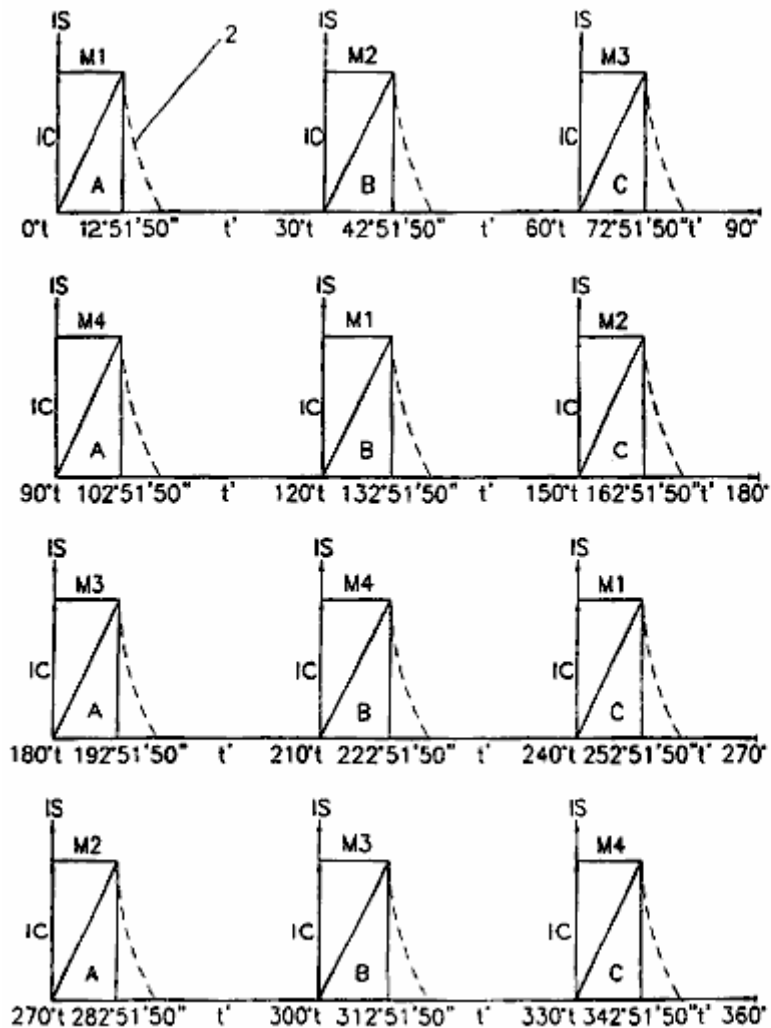 IS IS IS
2
M1 M2 M3
IC IC IC
A B C
0°t 12°51'50" t' 30°t 42°51'50" t' 60°t 72°51'50"t' 90°
IS IS IS
M4 M1 M2
IC IC IC
A B C
90°t 102°51'50" t' 120°t 132°51'50" t' 150°t 162°51'50"t' 180°
IS IS IS
M3 M4 M1
IC IC IC
A B C
180°t 192°51'50" t' 210°t 222°51'50" t' 240°t 252°51'50"t' 270°
IS IS IS
M2 M3 M4
IC IC IC
A B C
270°t 282°51'50" t' 300°t 312°51'50" t' 330°t 342°51'50"t' 360°